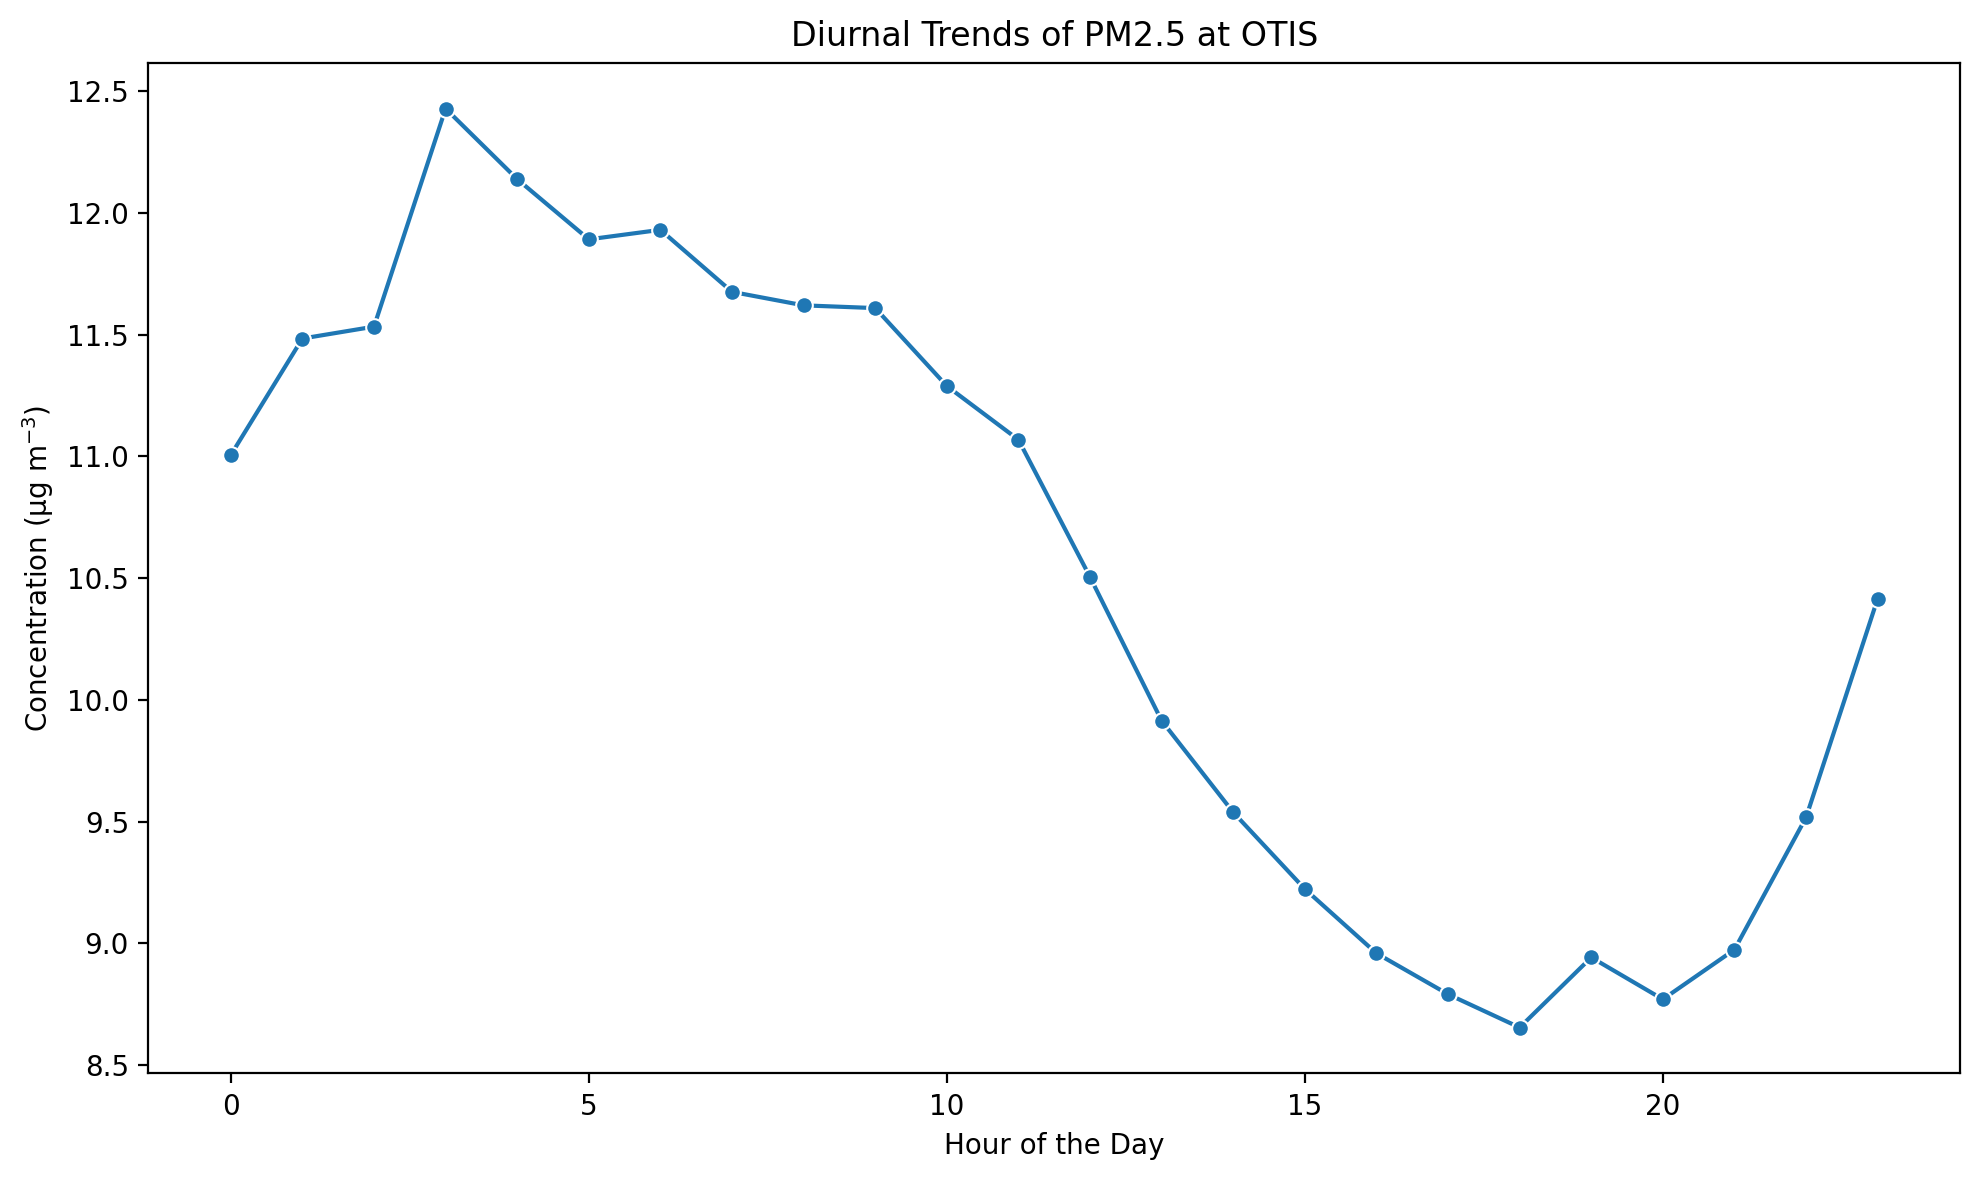 Diurnal Trends of PM2.5 at OTIS
Concentration (µg m⁻³)
12.5
12.0
11.5
11.0
10.5
10.0
9.5
9.0
8.5
0 5 10 15 20
Hour of the Day